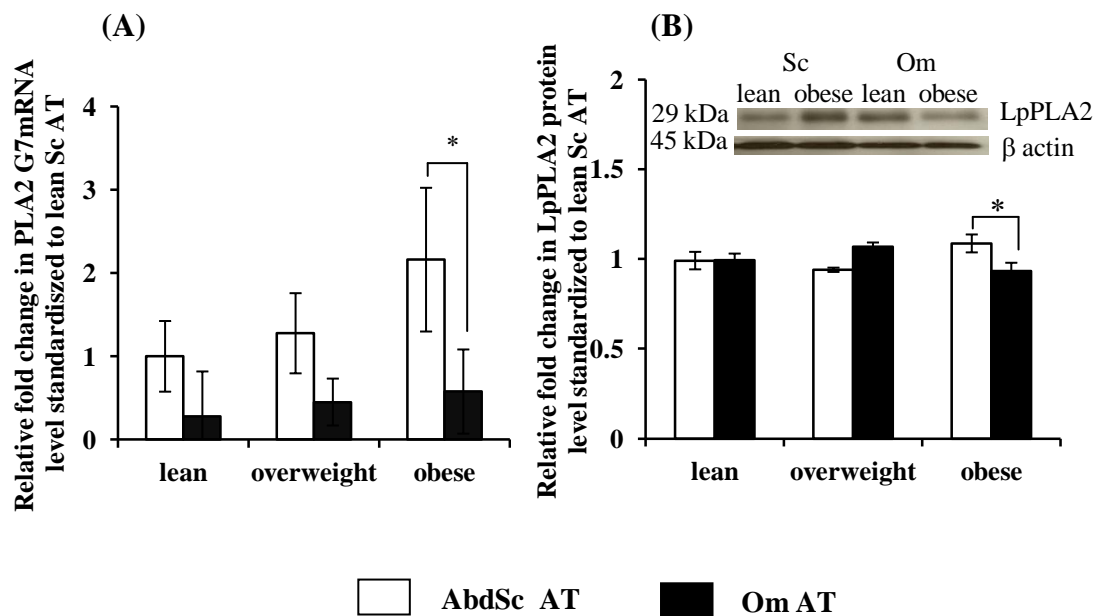 (A)
Relative fold change in PLA2 G7mRNA
level standardiszed to lean Sc AT
4
3
2
1
0
*
lean overweight obese
(B)
Relative fold change in LpPLA2 protein
level standardized to lean Sc AT
2
1.5
1
0.5
0
Sc Om
lean obese lean obese
29 kDa LpPLA2
45 kDa β actin
*
lean overweight obese
AbdSc AT Om AT